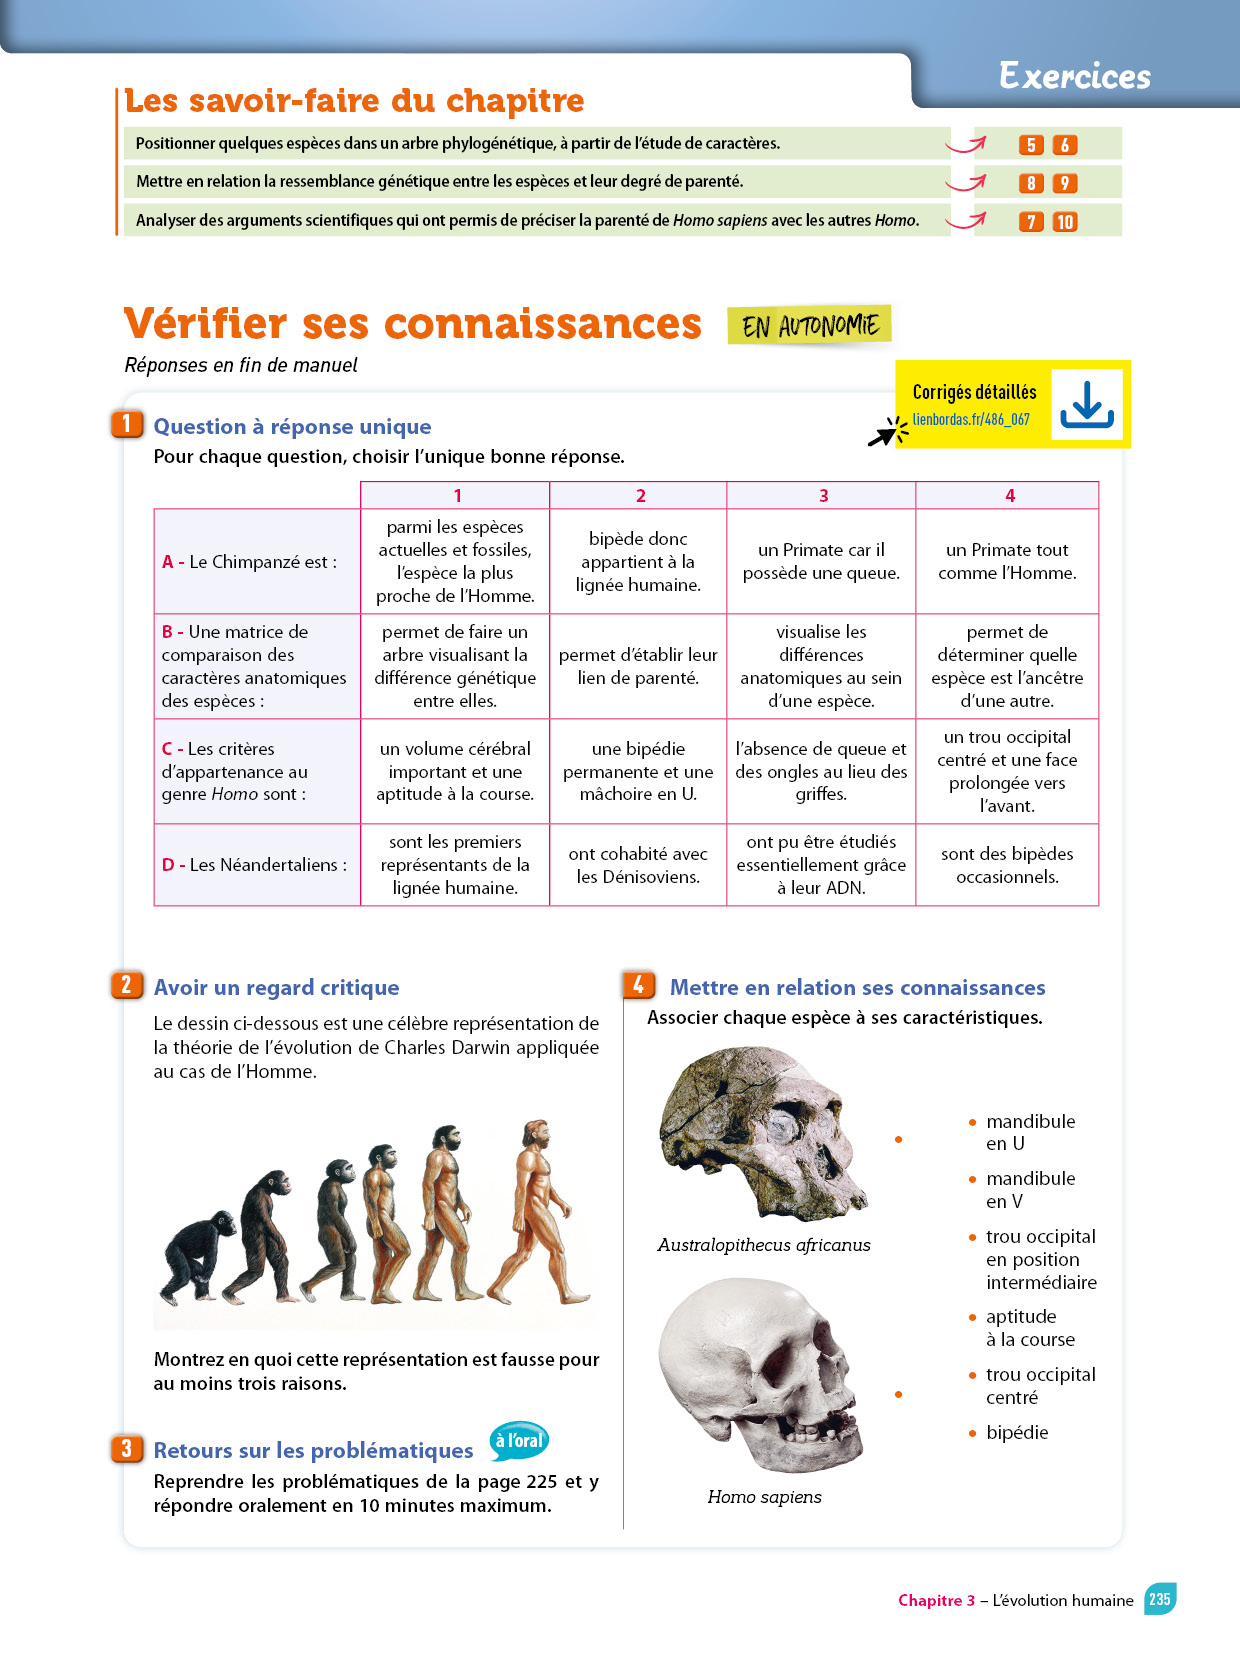 Exercices
Les savoir-faire du chapitre
Positionner quelques espèces dans un arbre phylogénétique, à partir de l'étude de caractères.
5 6
Mettre en relation la ressemblance génétique entre les espèces et leur degré de parenté.
8 9
Analyser des arguments scientifiques qui ont permis de préciser la parenté de Homo sapiens avec les autres Homo.
7 10
Vérifier ses connaissances
EN AUTONOMIE
Réponses en fin de manuel
Corrigés détaillés
lienbordas.fr/486_067
1 Question à réponse unique
Pour chaque question, choisir l'unique bonne réponse.
1 2 3 4
A - Le Chimpanzé est :
parmi les espèces
actuelles et fossiles,
l'espèce la plus
proche de l'Homme.
bipède donc
appartient à la
lignée humaine.
un Primate car il
possède une queue.
un Primate tout
comme l'Homme.
B - Une matrice de
comparaison des
caractères anatomiques
des espèces :
permet de faire un
arbre visualisant la
différence génétique
entre elles.
permet d'établir leur
lien de parenté.
visualise les
différences
anatomiques au sein
d'une espèce.
permet de
déterminer quelle
espèce est l'ancêtre
d'une autre.
C - Les critères
d'appartenance au
genre Homo sont :
un volume cérébral
important et une
aptitude à la course.
une bipédie
permanente et une
mâchoire en U.
l'absence de queue et
des ongles au lieu des
griffes.
un trou occipital
centré et une face
prolongée vers
l'avant.
D - Les Néandertaliens :
sont les premiers
représentants de la
lignée humaine.
ont cohabité avec
les Dénisoviens.
ont pu être étudiés
essentiellement grâce
à leur ADN.
sont des bipèdes
occasionnels.
2 Avoir un regard critique
Le dessin ci-dessous est une célèbre représentation de
la théorie de l'évolution de Charles Darwin appliquée
au cas de l'Homme.
Montrez en quoi cette représentation est fausse pour
au moins trois raisons.
3 Retours sur les problématiques
à l'oral
Reprendre les problématiques de la page 225 et y
répondre oralement en 10 minutes maximum.
4 Mettre en relation ses connaissances
Associer chaque espèce à ses caractéristiques.
Australopithecus africanus
Homo sapiens
• mandibule
en U
• mandibule
en V
• trou occipital
en position
intermédiaire
• aptitude
à la course
• trou occipital
centré
• bipédie
Chapitre 3 – L'évolution humaine 235